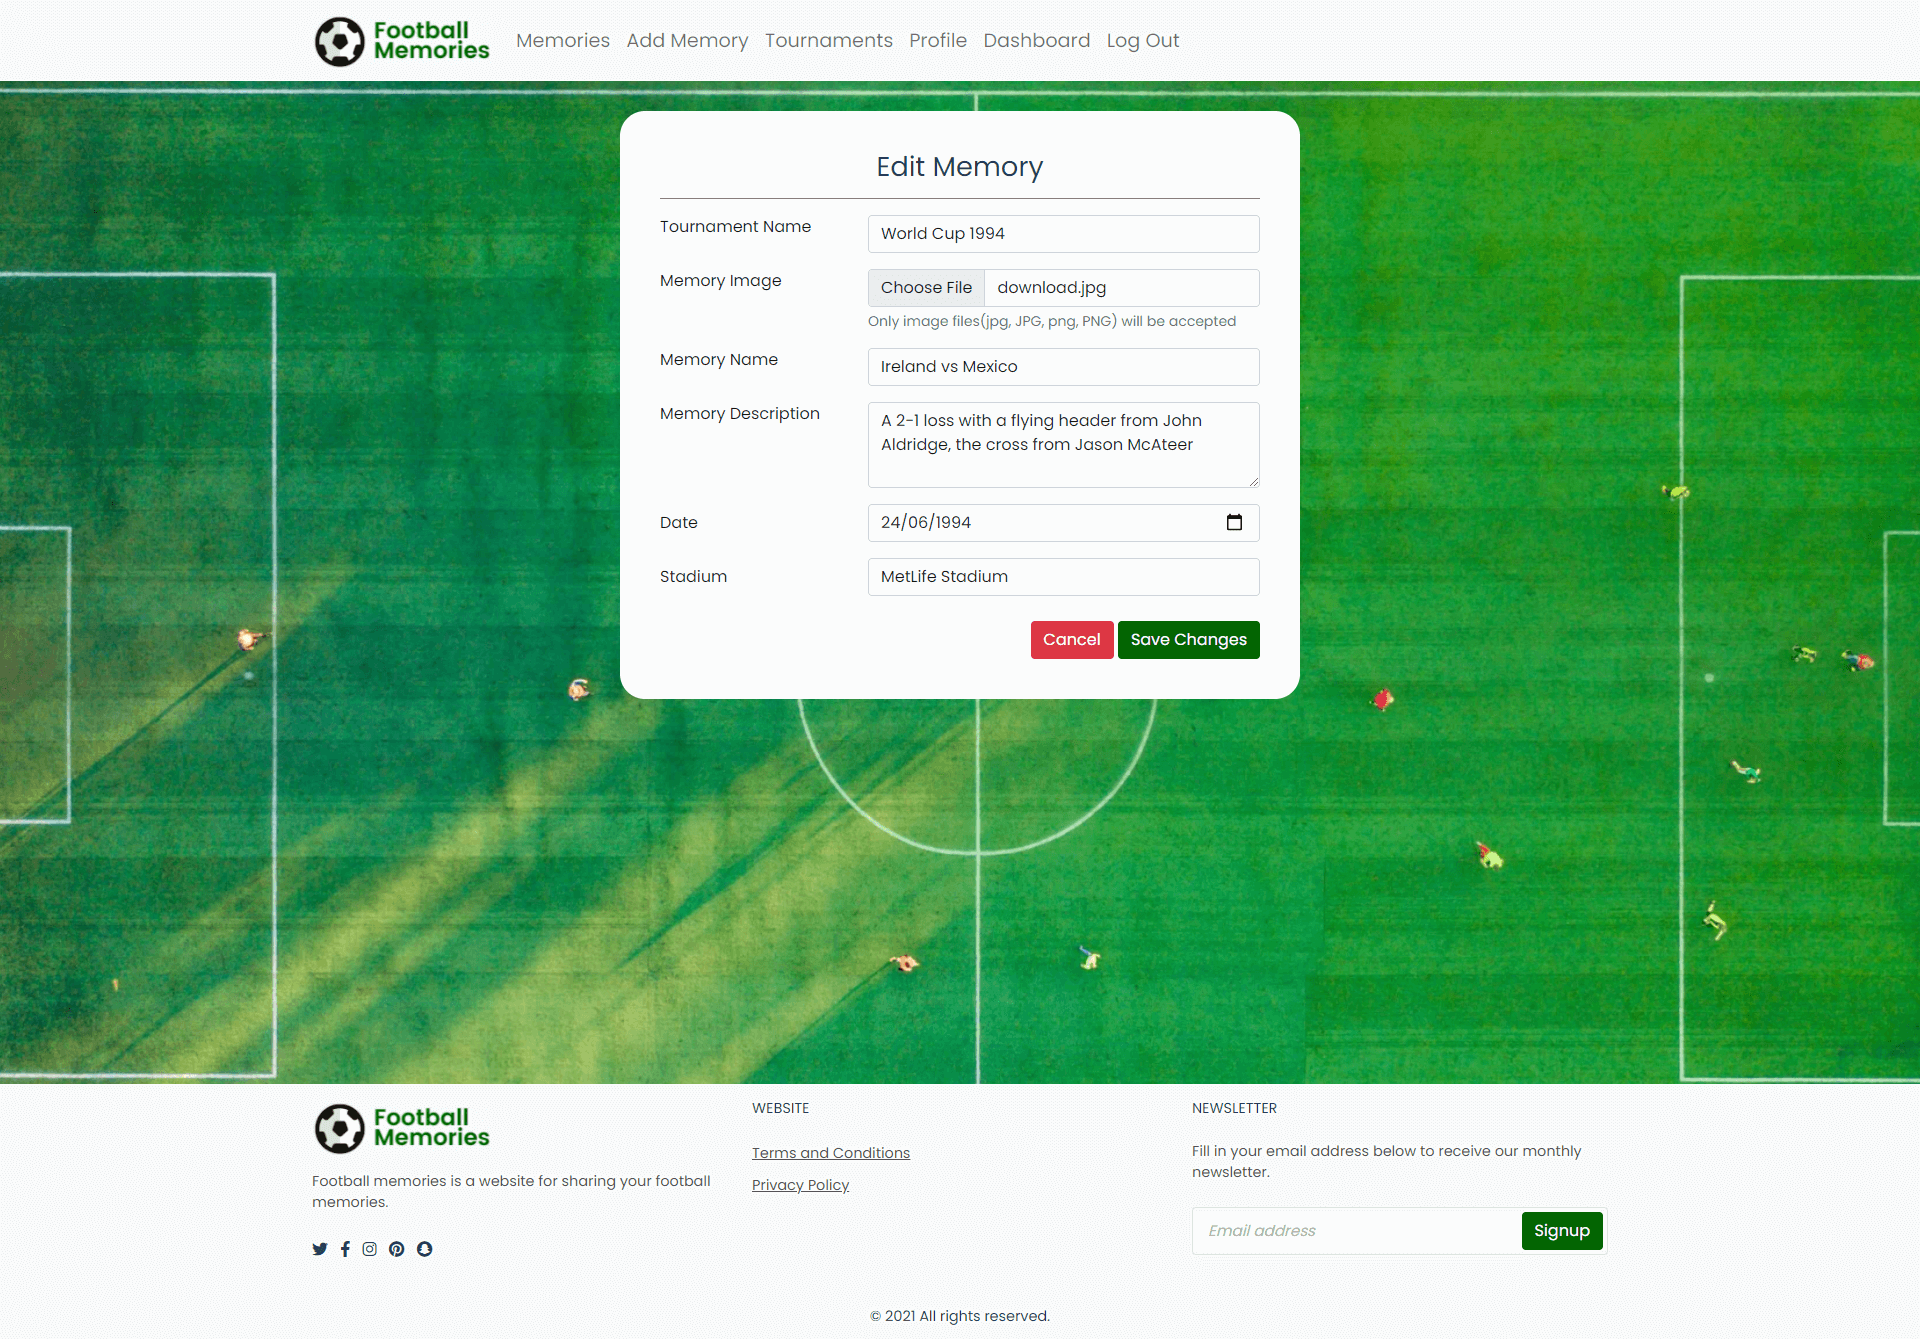 Football
Memories
Memories Add Memory Tournaments Profile Dashboard Log Out
Edit Memory
Tournament Name
World Cup 1994
Memory Image
Choose File download.jpg
Only image files(jpg, JPG, png, PNG) will be accepted
Memory Name
Ireland vs Mexico
Memory Description
A 2-1 loss with a flying header from John
Aldridge, the cross from Jason McAteer
Date
24/06/1994
Stadium
MetLife Stadium
Cancel Save Changes
Football
Memories
Football memories is a website for sharing your football
memories.
WEBSITE
Terms and Conditions
Privacy Policy
NEWSLETTER
Fill in your email address below to receive our monthly
newsletter.
Email address
Signup
© 2021 All rights reserved.